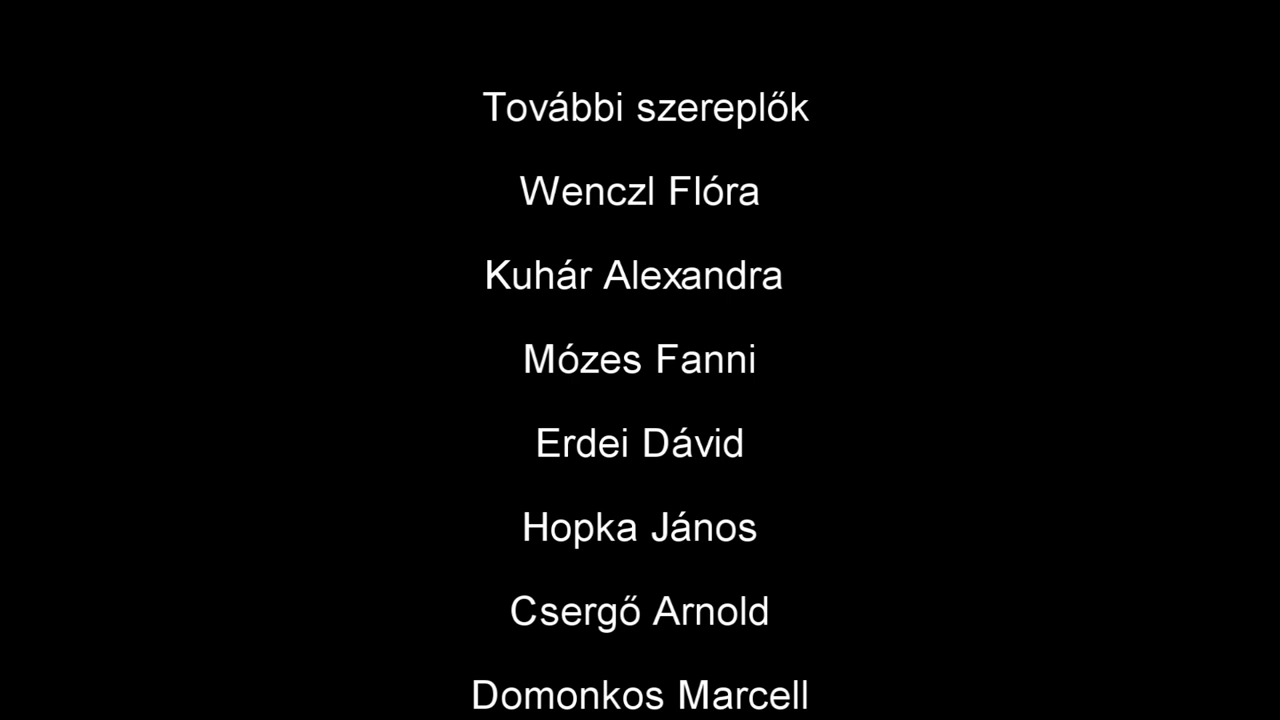 További szereplők
Wenczl Flóra
Kuhár Alexandra
Mózes Fanni
Erdei Dávid
Hopka János
Csergő Arnold
Domonkos Marcell